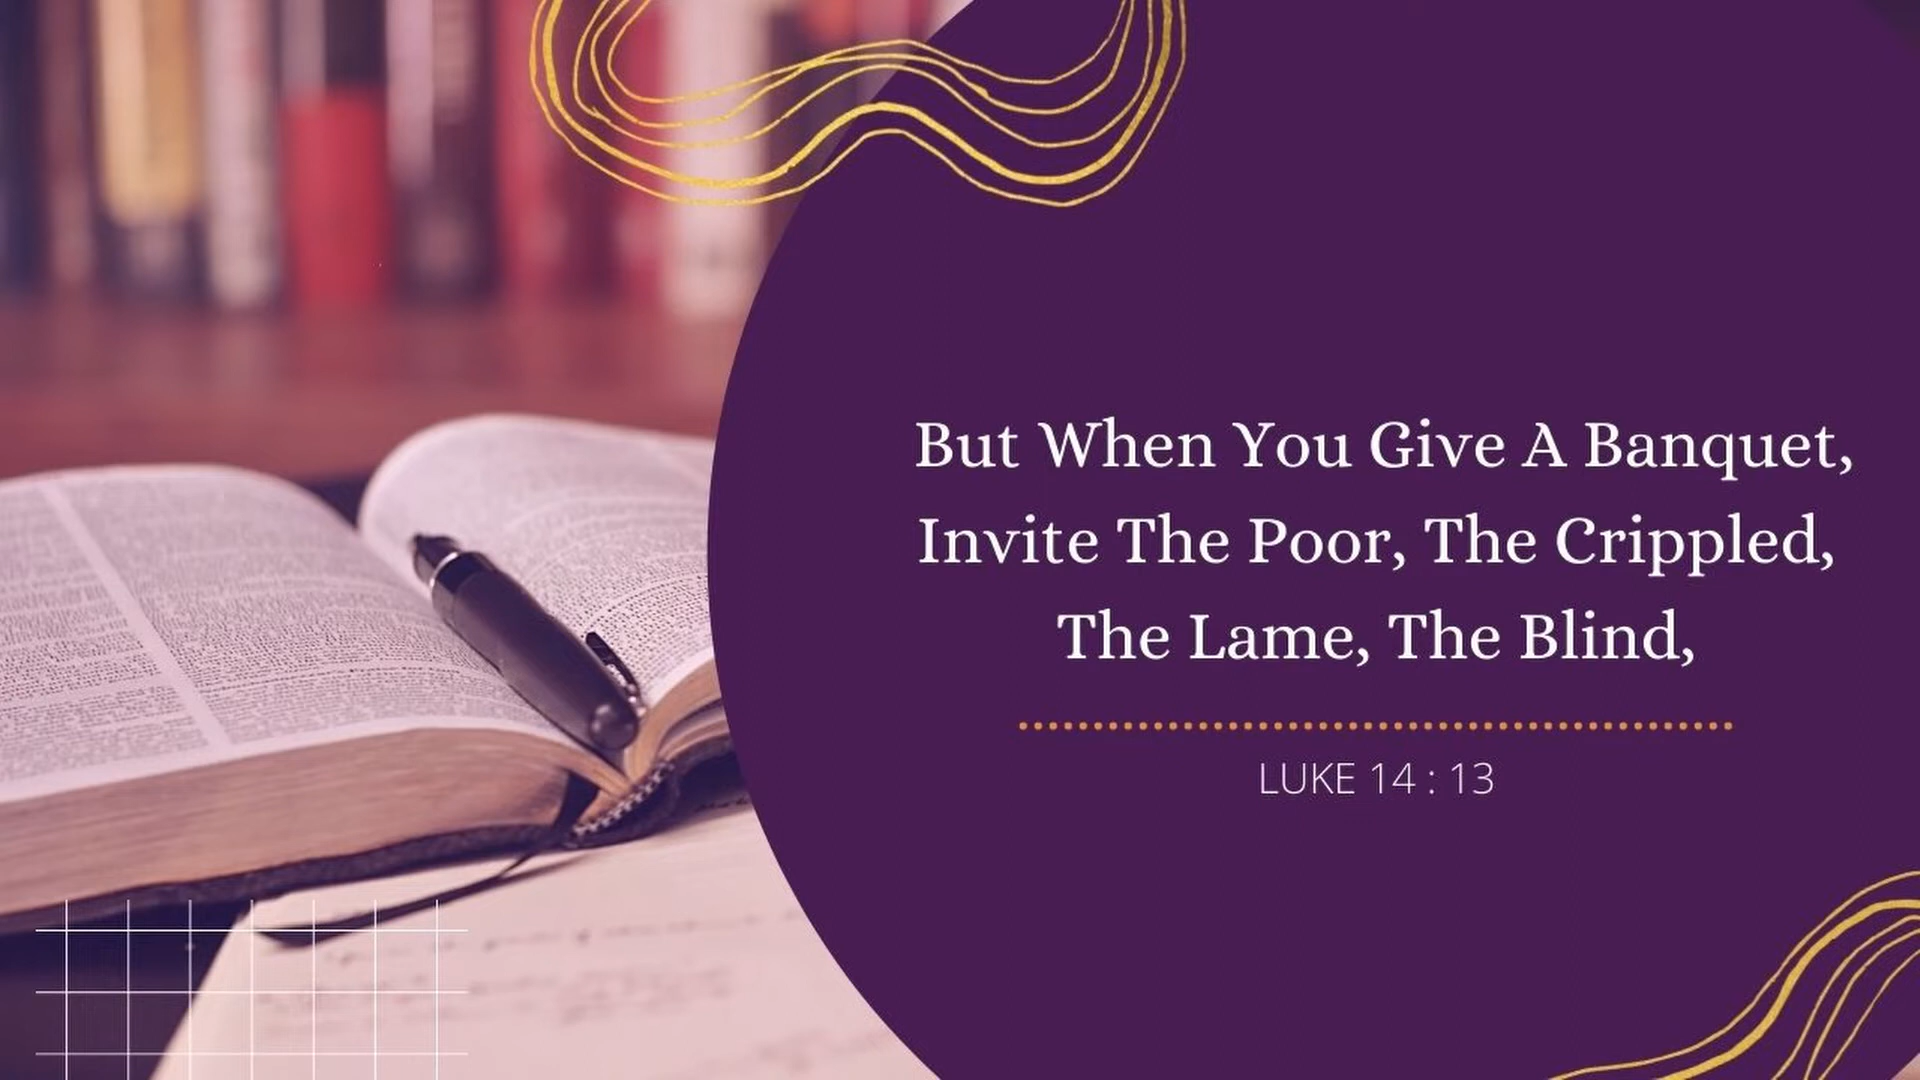 But When You Give A Banquet,
Invite The Poor, The Crippled,
The Lame, The Blind,
LUKE 14 : 13